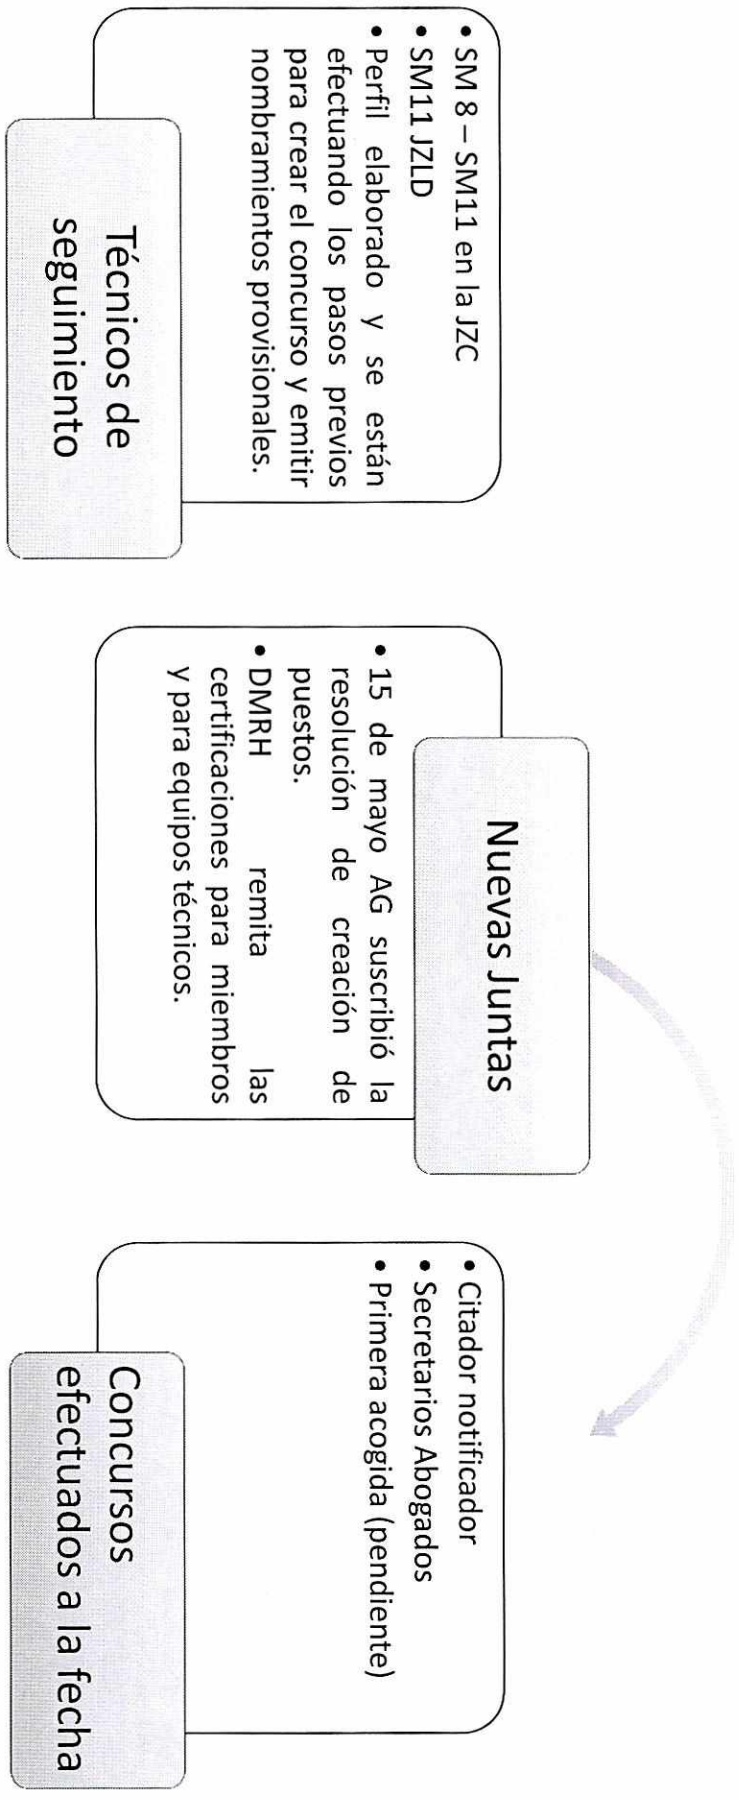 • SM 8 – SM11 en la JZC
• SM11 JZLD
• Perfil elaborado y se están
efectuando los pasos previos
para crear el concurso y emitir
nombramientos provisionales.
Técnicos de
seguimiento
Nuevas Juntas
• 15 de mayo AG suscribió la
resolución de creación de
puestos.
• DMRH remita las
certificaciones para miembros
y para equipos técnicos.
• Citador notificador
• Secretarios Abogados
• Primera acogida (pendiente)
Concursos
efectuados a la fecha